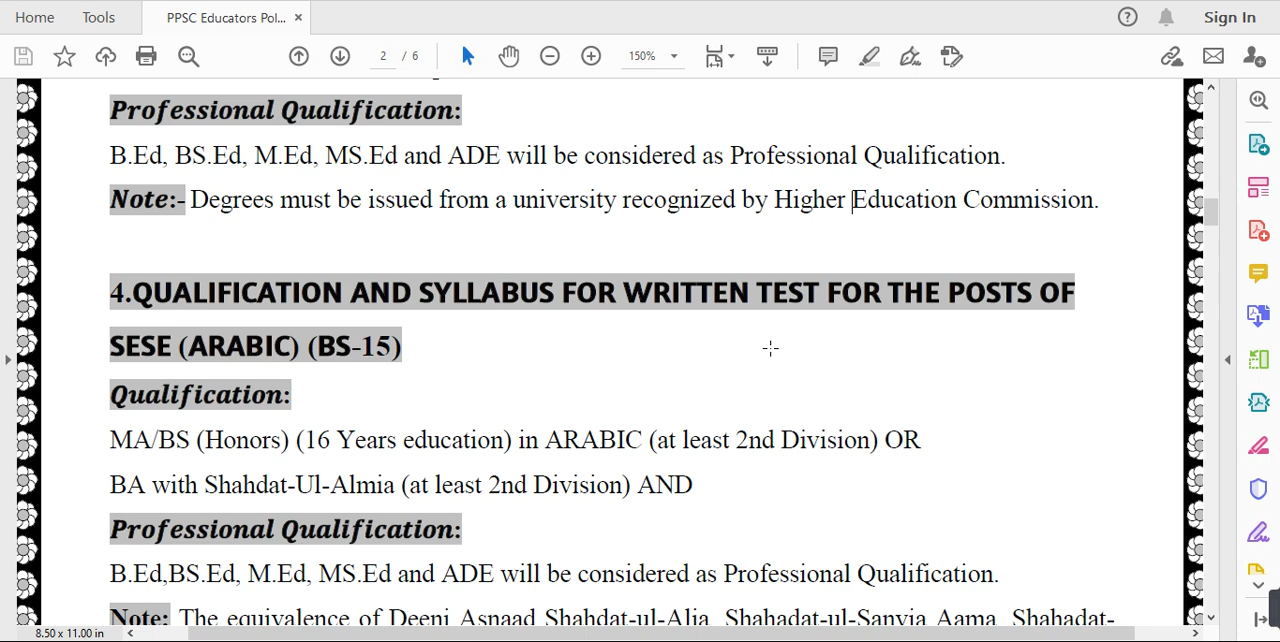 Home Tools PPSC Educators Pol... × Sign In
2 / 6 150%
Professional Qualification:
B.Ed, BS.Ed, M.Ed, MS.Ed and ADE will be considered as Professional Qualification.
Note:- Degrees must be issued from a university recognized by Higher Education Commission.
4.QUALIFICATION AND SYLLABUS FOR WRITTEN TEST FOR THE POSTS OF
SESE (ARABIC) (BS-15)
Qualification:
MA/BS (Honors) (16 Years education) in ARABIC (at least 2nd Division) OR
BA with Shahdat-Ul-Almia (at least 2nd Division) AND
Professional Qualification:
B.Ed,BS.Ed, M.Ed, MS.Ed and ADE will be considered as Professional Qualification.
Note: The equivalence of Deeni Asnaad Shahdat-ul-Alia, Shahadat-ul-Sanvia Aama, Shahadat-
8.50 x 11.00 in